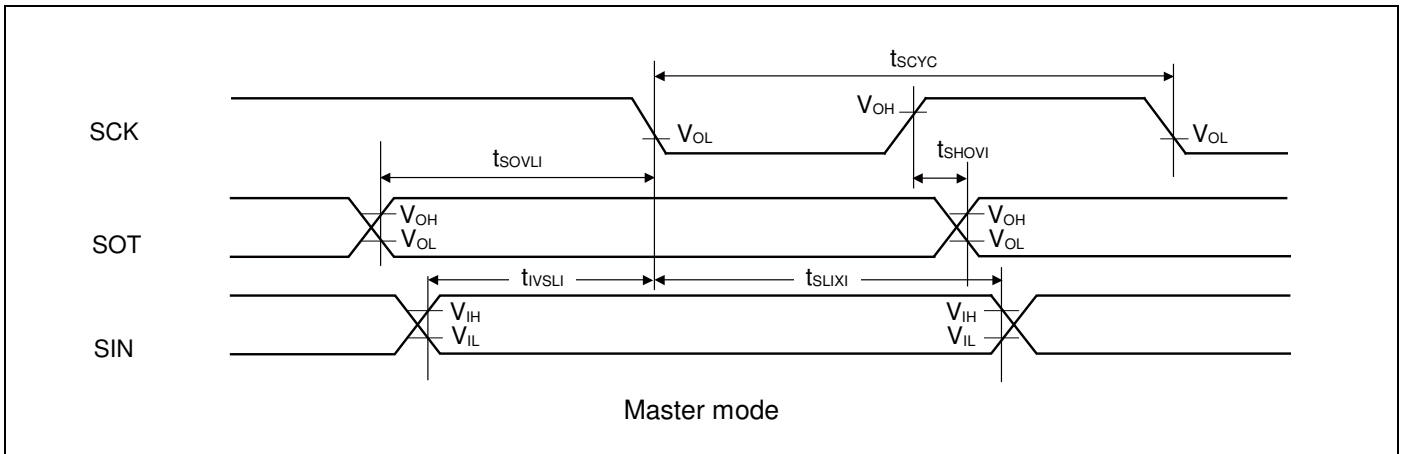 tSCYC
VOH
SCK
VOL
VOL
tSOVLI
tSHOVI
VOH
VOH
SOT
VOL
VOL
tIVSLI
tSLIXI
VIH
VIH
SIN
VIL
VIL
Master mode